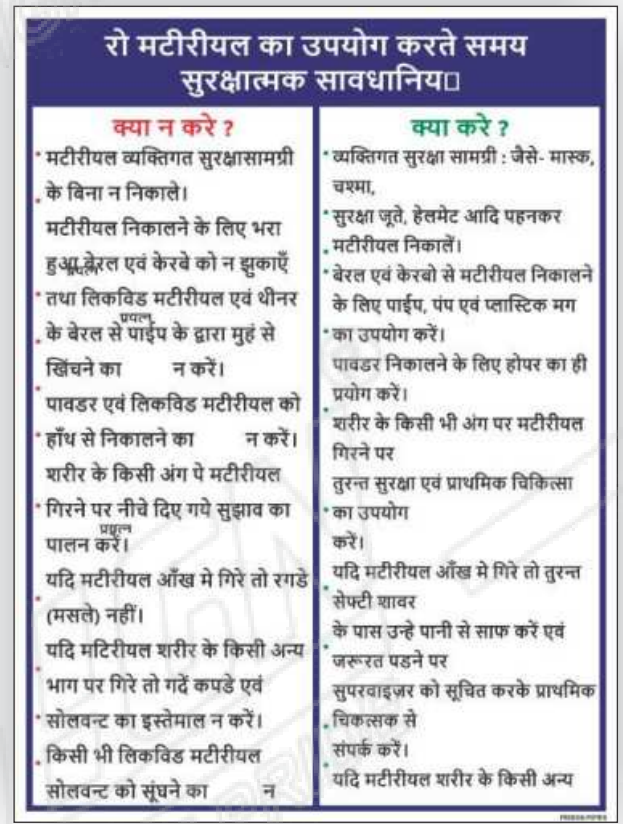 रो मटीरीयल का उपयोग करते समय
सुरक्षात्मक सावधानिय□
क्या न करे ?
मटीरीयल व्यक्तिगत सुरक्षासामग्री
के बिना न निकाले।
मटीरीयल निकालने के लिए भरा
हुआ बेरल एवं केरबे को न झुकाएँ
तथा लिकविड मटीरीयल एवं थीनर
प्रयत्न
के बेरल से पाईप के द्वारा मुहं से
खिंचने का न करें।
पावडर एवं लिकविड मटीरीयल को
हाँथ से निकालने का न करें।
शरीर के किसी अंग पे मटीरीयल
गिरने पर नीचे दिए गये सुझाव का
पालन करें।
यदि मटीरीयल आँख मे गिरे तो रगडे
(मसले) नहीं।
यदि मटिरीयल शरीर के किसी अन्य
भाग पर गिरे तो गदें कपडे एवं
सोलवन्ट का इस्तेमाल न करें।
किसी भी लिकविड मटीरीयल
सोलवन्ट को सूंघने का न
क्या करे ?
व्यक्तिगत सुरक्षा सामग्री : जैसे- मास्क,
चश्मा,
सुरक्षा जूते, हेलमेट आदि पहनकर
मटीरीयल निकालें।
बेरल एवं केरबो से मटीरीयल निकालने
के लिए पाईप, पंप एवं प्लास्टिक मग
का उपयोग करें।
पावडर निकालने के लिए होपर का ही
प्रयोग करें।
शरीर के किसी भी अंग पर मटीरीयल
गिरने पर
तुरन्त सुरक्षा एवं प्राथमिक चिकित्सा
का उपयोग
करें।
यदि मटीरीयल आँख मे गिरे तो तुरन्त
सेफ्टी शावर
के पास उन्हे पानी से साफ करें एवं
जरूरत पडने पर
सुपरवाइज़र को सूचित करके प्राथमिक
चिकत्सक से
संपर्क करें।
यदि मटीरीयल शरीर के किसी अन्य